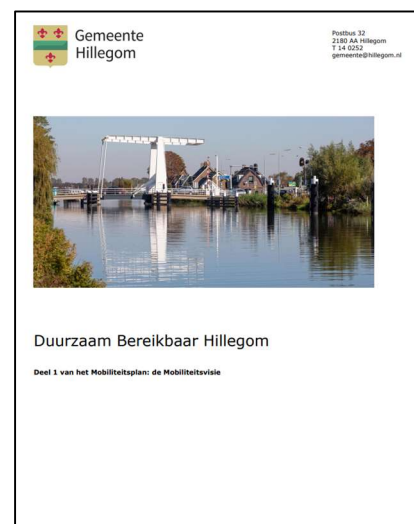 Gemeente
Hillegom
Postbus 32
2180 AA Hillegom
T 14 0252
gemeente@hillegom.nl
Duurzaam Bereikbaar Hillegom
Deel 1 van het Mobiliteitsplan: de Mobiliteitsvisie